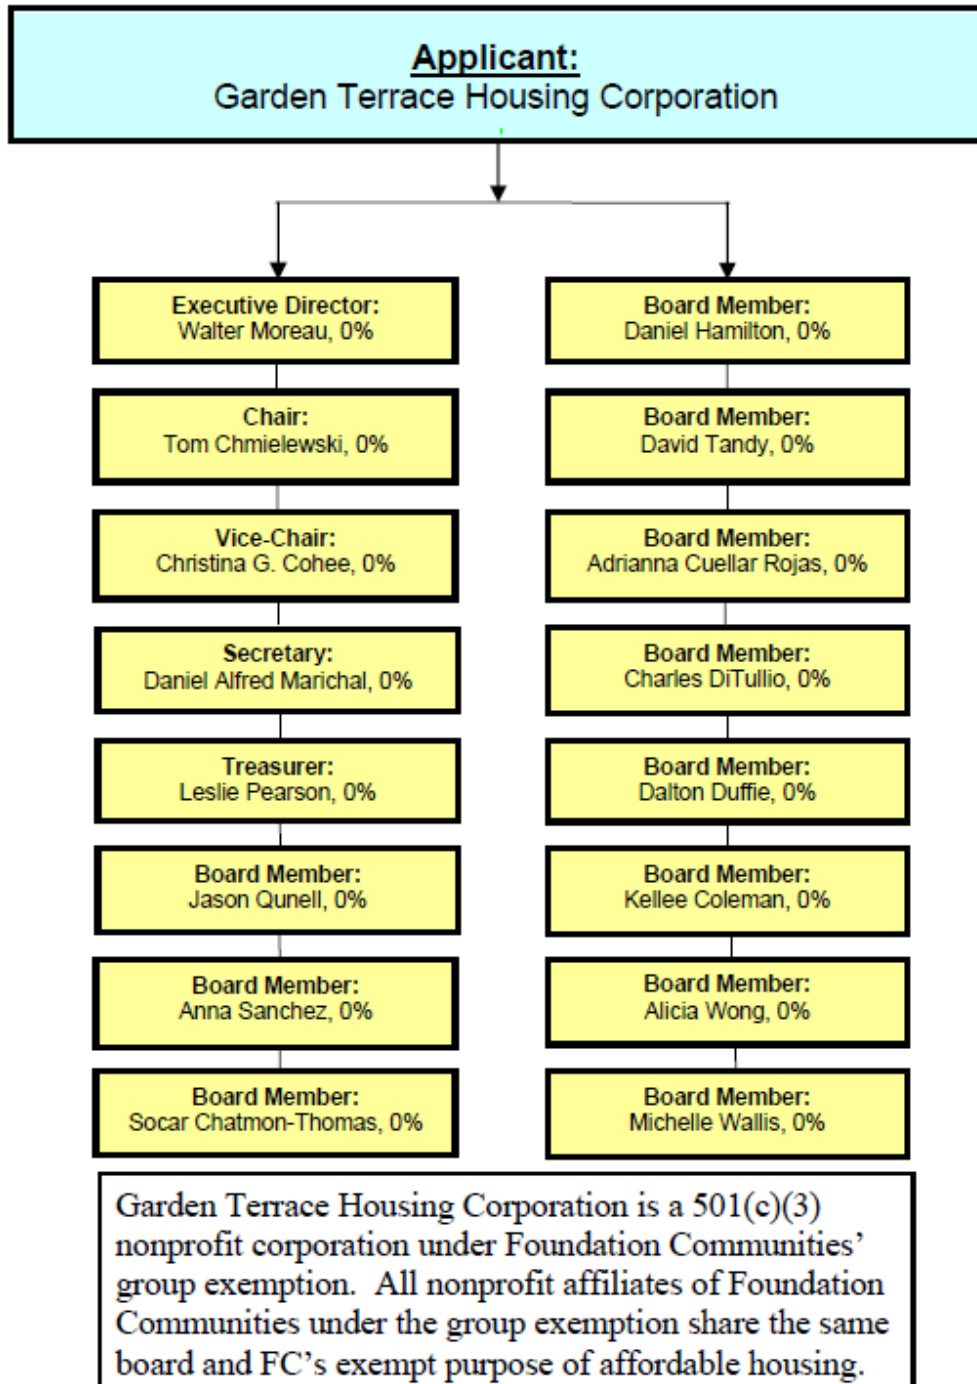 Applicant:
Garden Terrace Housing Corporation
Executive Director:
Walter Moreau, 0%
Chair:
Tom Chmielewski, 0%
Vice-Chair:
Christina G. Cohee, 0%
Secretary:
Daniel Alfred Marichal, 0%
Treasurer:
Leslie Pearson, 0%
Board Member:
Jason Qunell, 0%
Board Member:
Anna Sanchez, 0%
Board Member:
Socar Chatmon-Thomas, 0%
Board Member:
Daniel Hamilton, 0%
Board Member:
David Tandy, 0%
Board Member:
Adrianna Cuellar Rojas, 0%
Board Member:
Charles DiTullio, 0%
Board Member:
Dalton Duffie, 0%
Board Member:
Kellee Coleman, 0%
Board Member:
Alicia Wong, 0%
Board Member:
Michelle Wallis, 0%
Garden Terrace Housing Corporation is a 501(c)(3)
nonprofit corporation under Foundation Communities’
group exemption.  All nonprofit affiliates of Foundation
Communities under the group exemption share the same
board and FC’s exempt purpose of affordable housing.